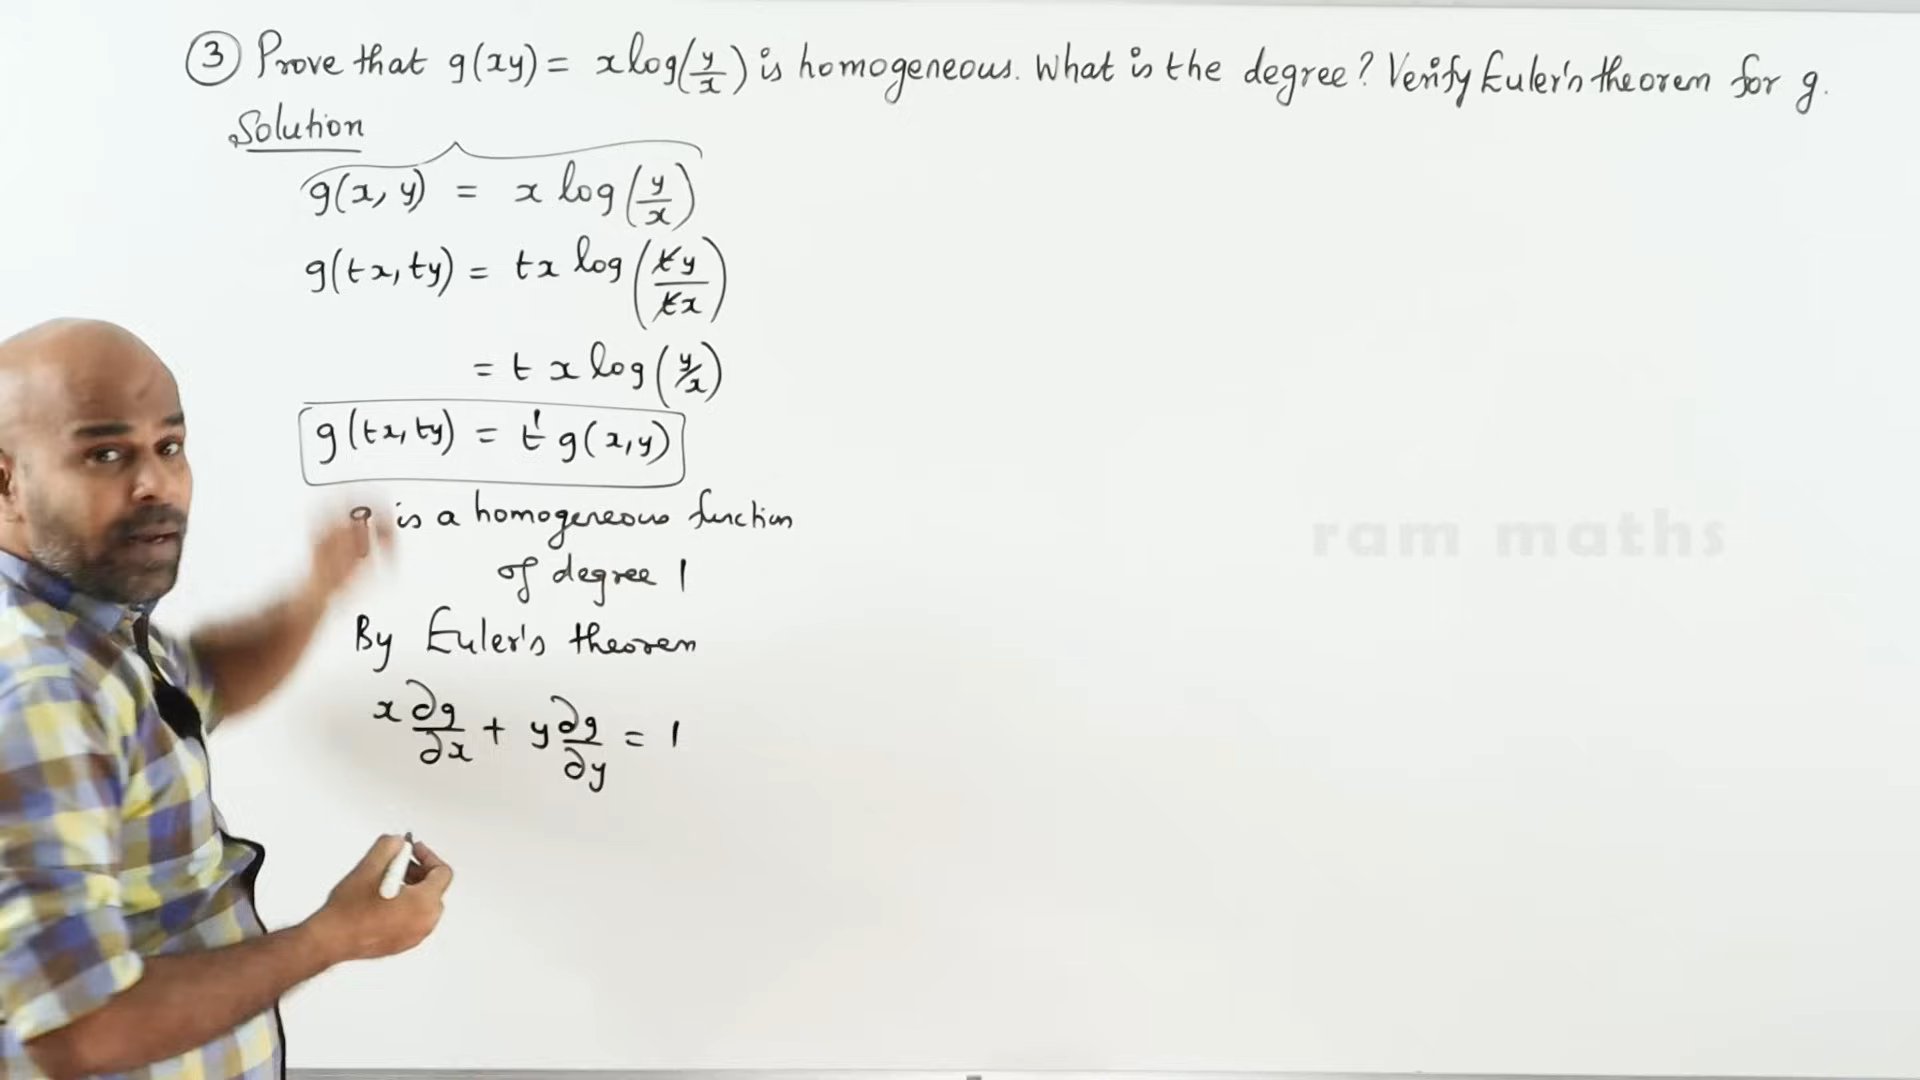 ③ Prove that g(xy) = x log(y/x) is homogeneous. What is the degree? Verify Euler's theorem for g.
Solution
g(x, y) = x log(y/x)
g(tx, ty) = tx log(ty/tx)
= t x log(y/x)
g(tx, ty) = t¹ g(x, y)
g is a homogeneous function
of degree 1
By Euler's theorem
x ∂g/∂x + y ∂g/∂y = 1
ram maths